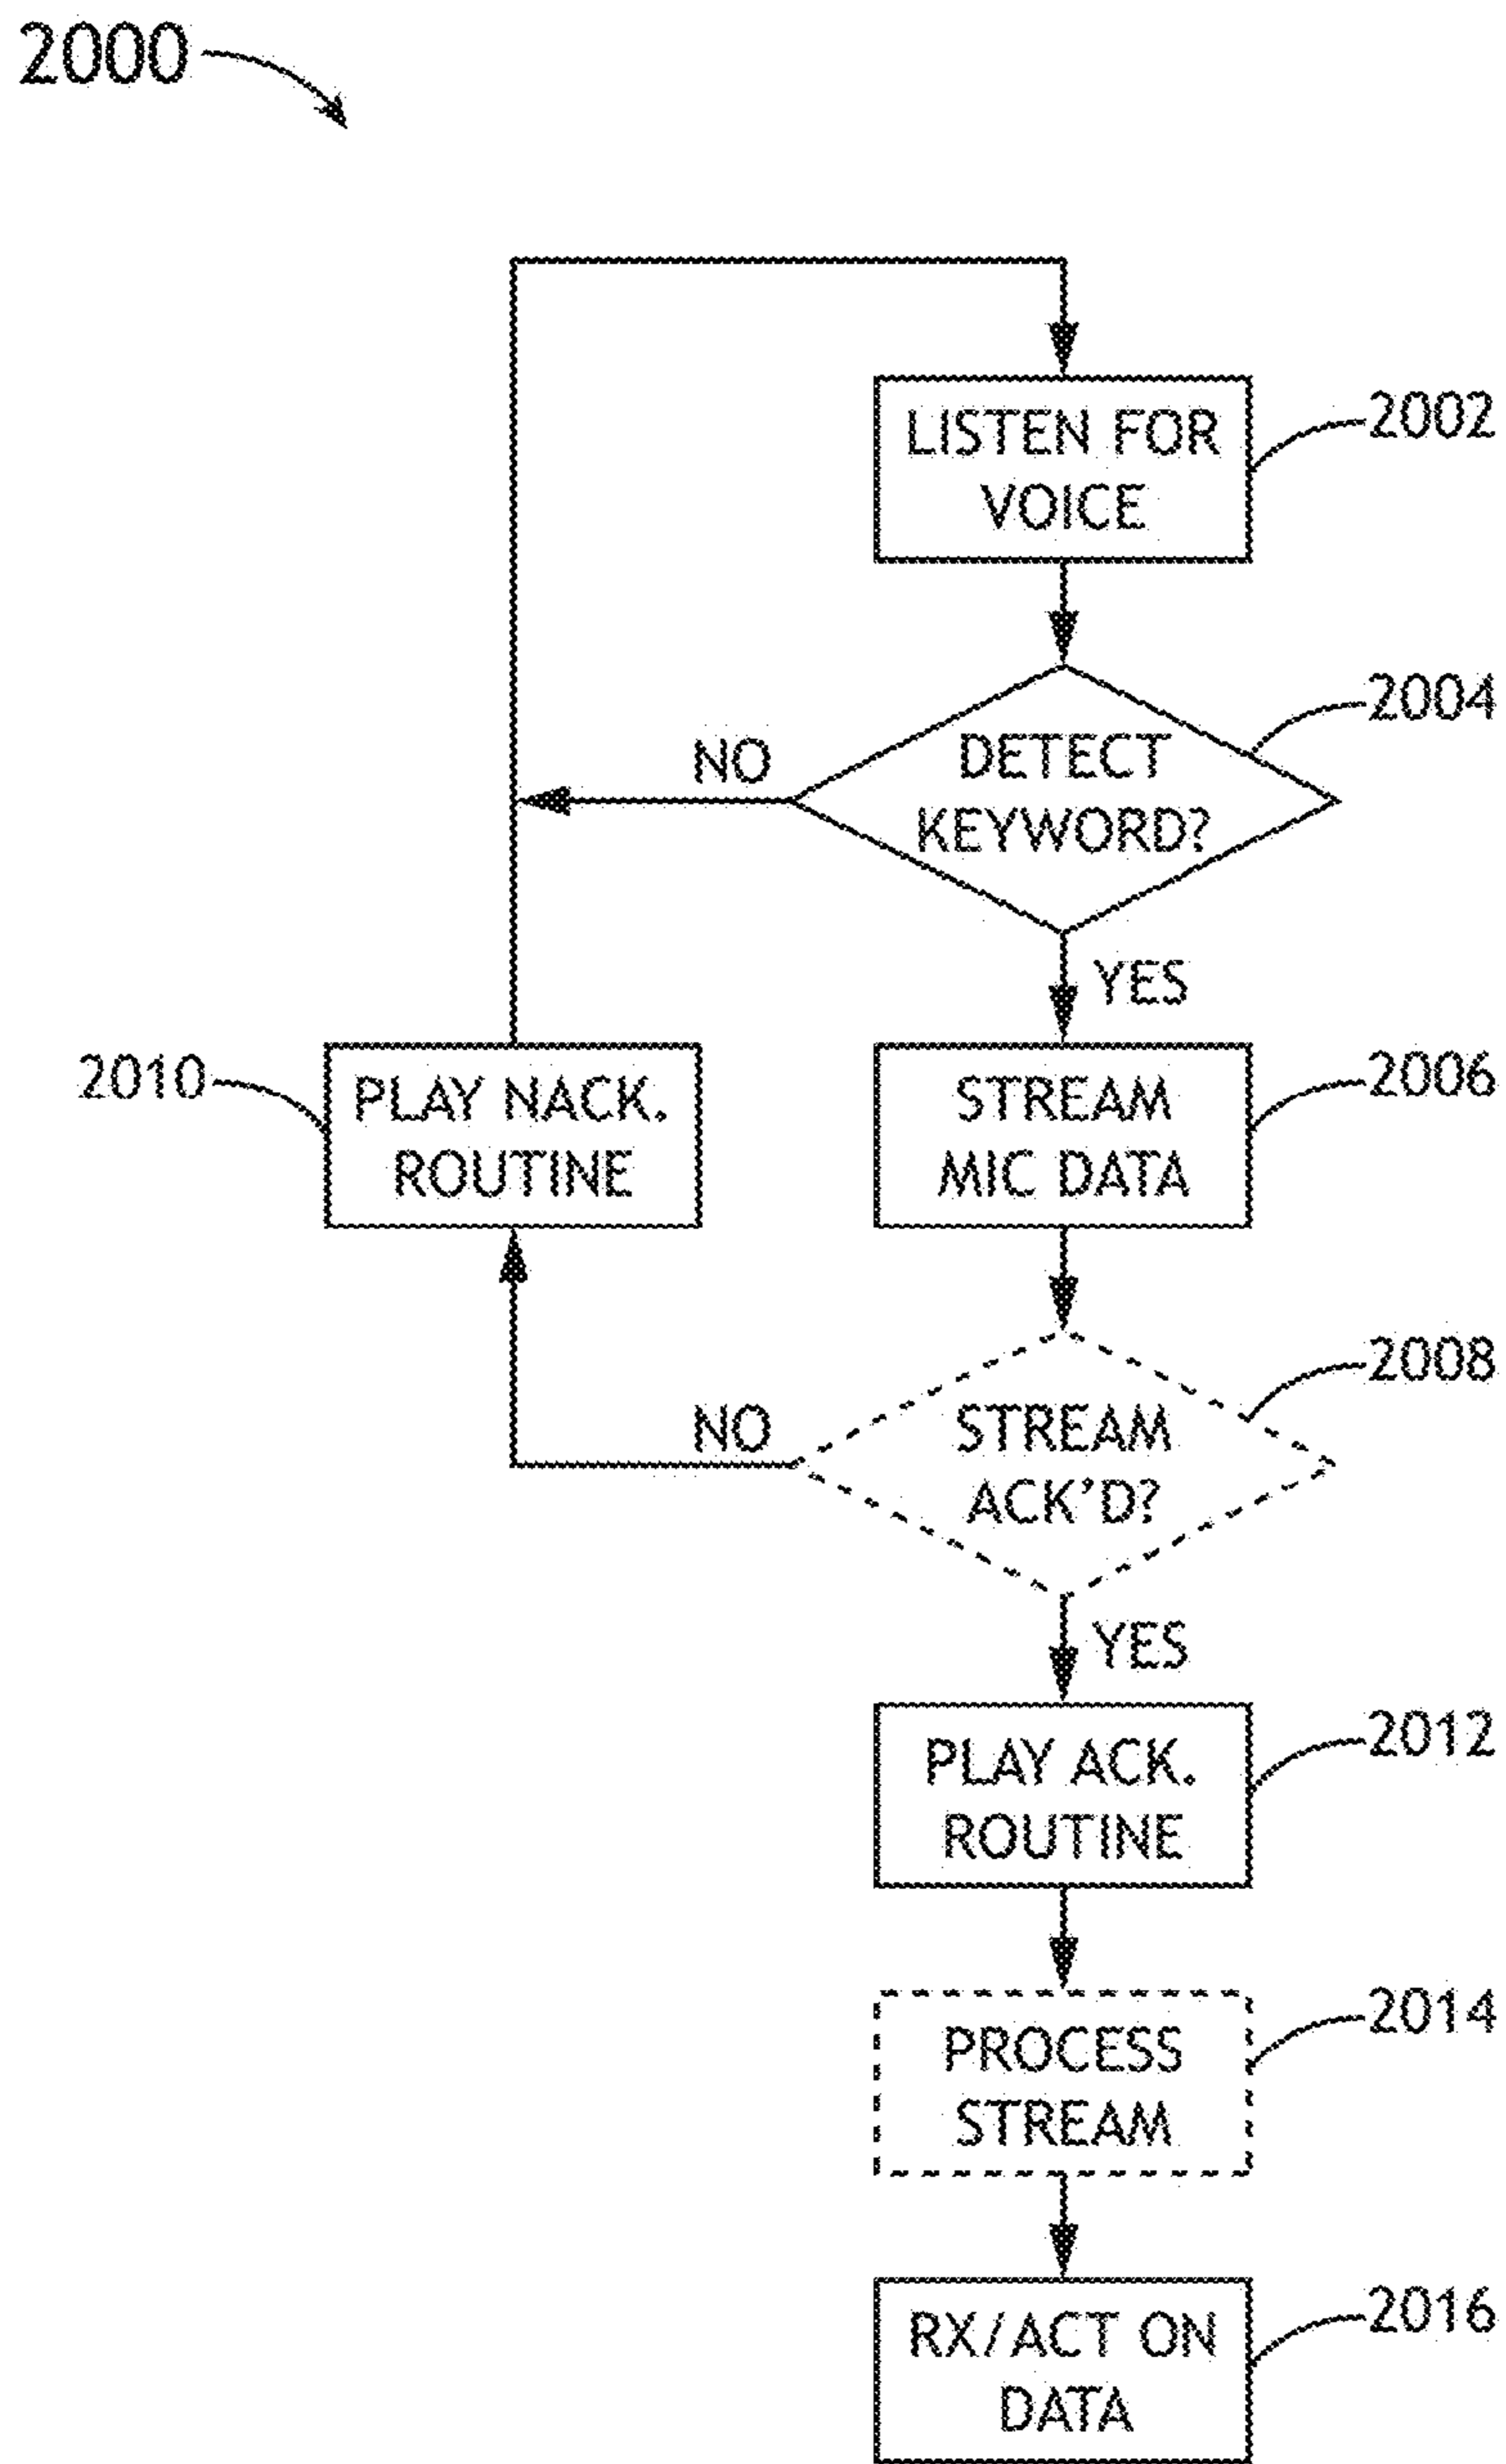 2000
LISTEN FOR
VOICE
2002
DETECT
KEYWORD?
2004
NO
YES
2010
PLAY NACK.
ROUTINE
STREAM
MIC DATA
2006
STREAM
ACK'D?
2008
NO
YES
PLAY ACK.
ROUTINE
2012
PROCESS
STREAM
2014
RX/ACT ON
DATA
2016